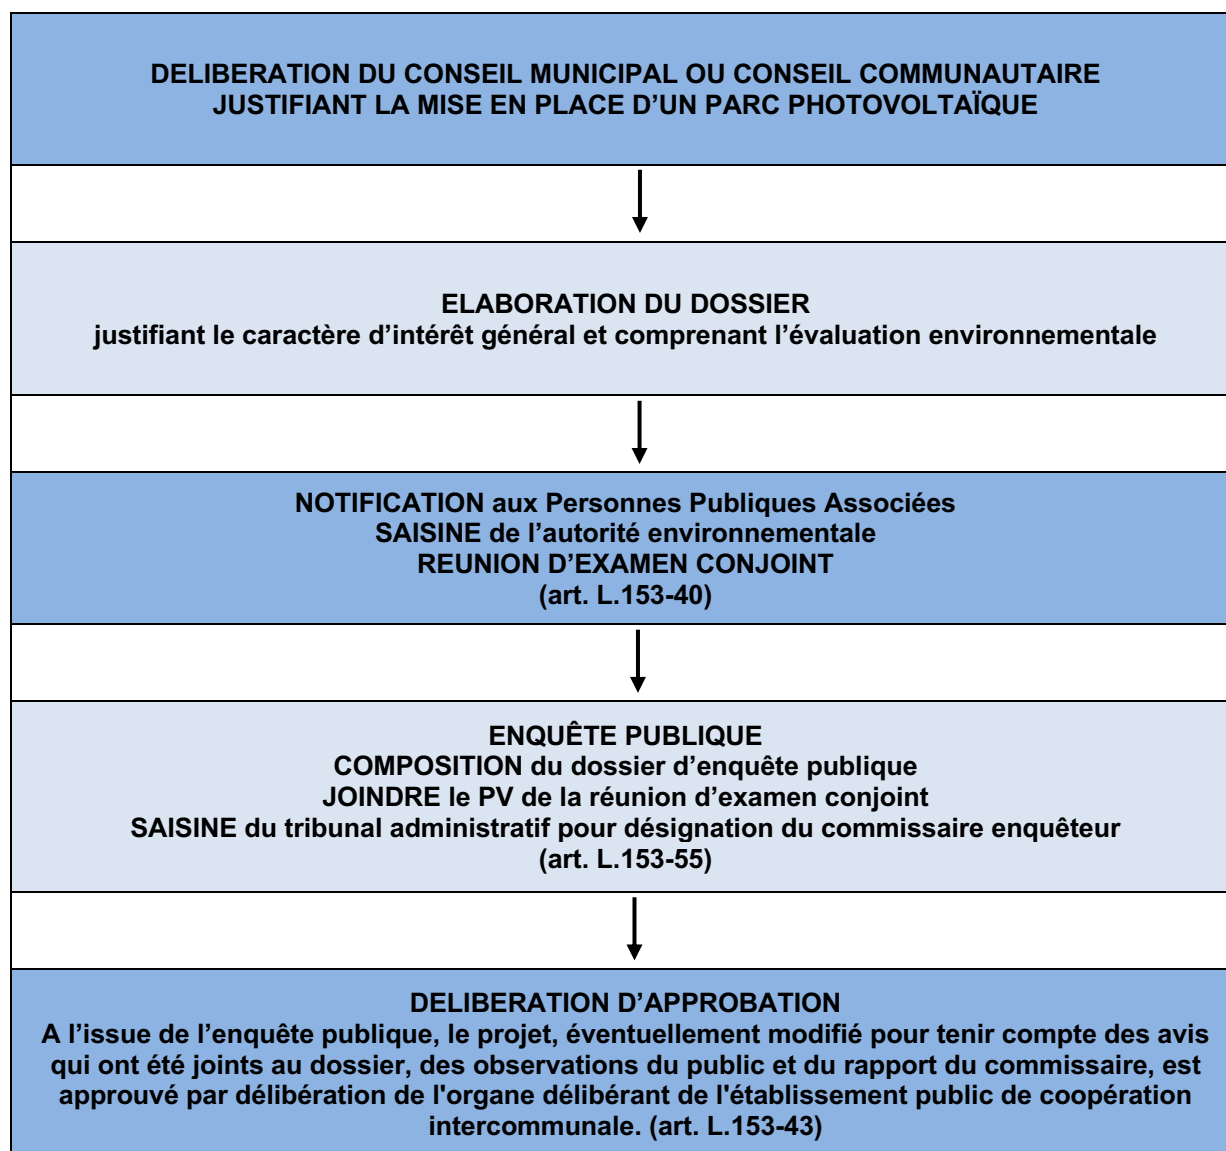 DELIBERATION DU CONSEIL MUNICIPAL OU CONSEIL COMMUNAUTAIRE
JUSTIFIANT LA MISE EN PLACE D’UN PARC PHOTOVOLTAÏQUE
ELABORATION DU DOSSIER
justifiant le caractère d’intérêt général et comprenant l’évaluation environnementale
NOTIFICATION aux Personnes Publiques Associées
SAISINE de l’autorité environnementale
REUNION D’EXAMEN CONJOINT
(art. L.153-40)
ENQUÊTE PUBLIQUE
COMPOSITION du dossier d’enquête publique
JOINDRE le PV de la réunion d’examen conjoint
SAISINE du tribunal administratif pour désignation du commissaire enquêteur
(art. L.153-55)
DELIBERATION D’APPROBATION
A l’issue de l’enquête publique, le projet, éventuellement modifié pour tenir compte des avis
qui ont été joints au dossier, des observations du public et du rapport du commissaire, est
approuvé par délibération de l'organe délibérant de l'établissement public de coopération
intercommunale. (art. L.153-43)